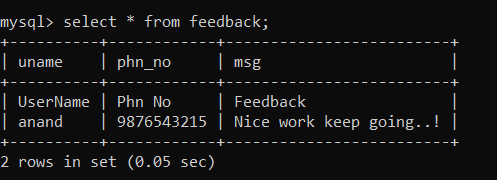 mysql> select * from feedback;
+----------+------------+-------------------------+
| uname    | phn_no     | msg                     |
+----------+------------+-------------------------+
| UserName | Phn No     | Feedback                |
| anand    | 9876543215 | Nice work keep going..! |
+----------+------------+-------------------------+
2 rows in set (0.05 sec)